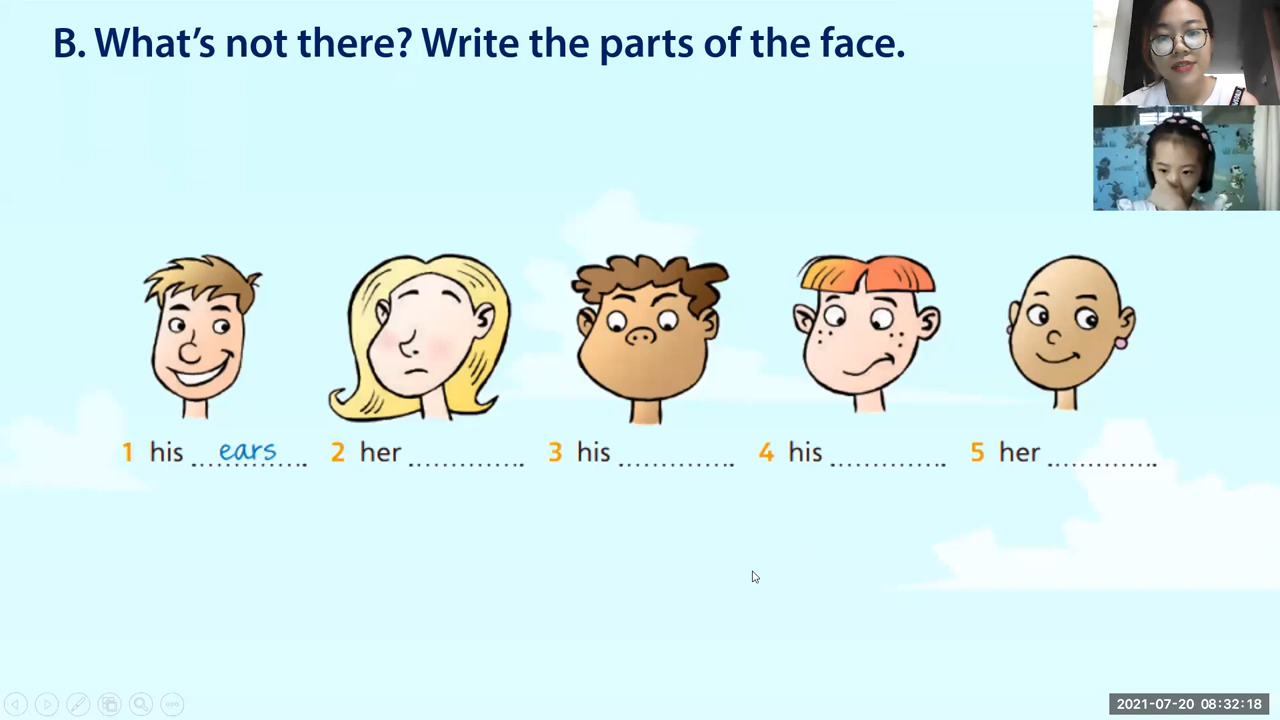 B. What's not there? Write the parts of the face.
1 his ears 2 her ............ 3 his ............ 4 his ............ 5 her ............
2021-07-20 08:32:18